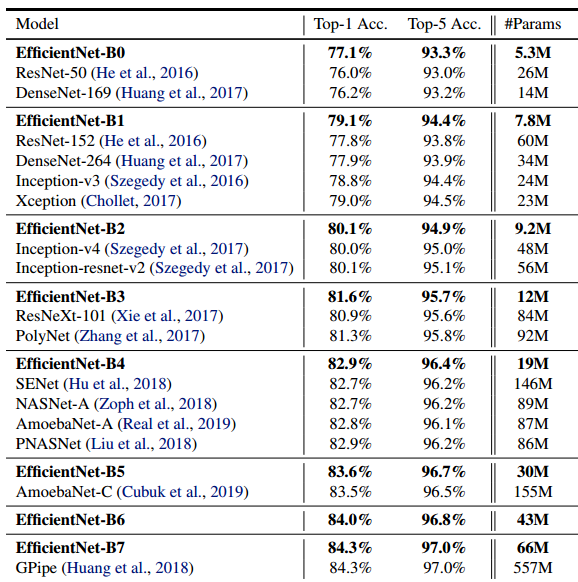 Model Top-1 Acc. Top-5 Acc. #Params
EfficientNet-B0 77.1% 93.3% 5.3M
ResNet-50 (He et al., 2016) 76.0% 93.0% 26M
DenseNet-169 (Huang et al., 2017) 76.2% 93.2% 14M
EfficientNet-B1 79.1% 94.4% 7.8M
ResNet-152 (He et al., 2016) 77.8% 93.8% 60M
DenseNet-264 (Huang et al., 2017) 77.9% 93.9% 34M
Inception-v3 (Szegedy et al., 2016) 78.8% 94.4% 24M
Xception (Chollet, 2017) 79.0% 94.5% 23M
EfficientNet-B2 80.1% 94.9% 9.2M
Inception-v4 (Szegedy et al., 2017) 80.0% 95.0% 48M
Inception-resnet-v2 (Szegedy et al., 2017) 80.1% 95.1% 56M
EfficientNet-B3 81.6% 95.7% 12M
ResNeXt-101 (Xie et al., 2017) 80.9% 95.6% 84M
PolyNet (Zhang et al., 2017) 81.3% 95.8% 92M
EfficientNet-B4 82.9% 96.4% 19M
SENet (Hu et al., 2018) 82.7% 96.2% 146M
NASNet-A (Zoph et al., 2018) 82.7% 96.2% 89M
AmoebaNet-A (Real et al., 2019) 82.8% 96.1% 87M
PNASNet (Liu et al., 2018) 82.9% 96.2% 86M
EfficientNet-B5 83.6% 96.7% 30M
AmoebaNet-C (Cubuk et al., 2019) 83.5% 96.5% 155M
EfficientNet-B6 84.0% 96.8% 43M
EfficientNet-B7 84.3% 97.0% 66M
GPipe (Huang et al., 2018) 84.3% 97.0% 557M